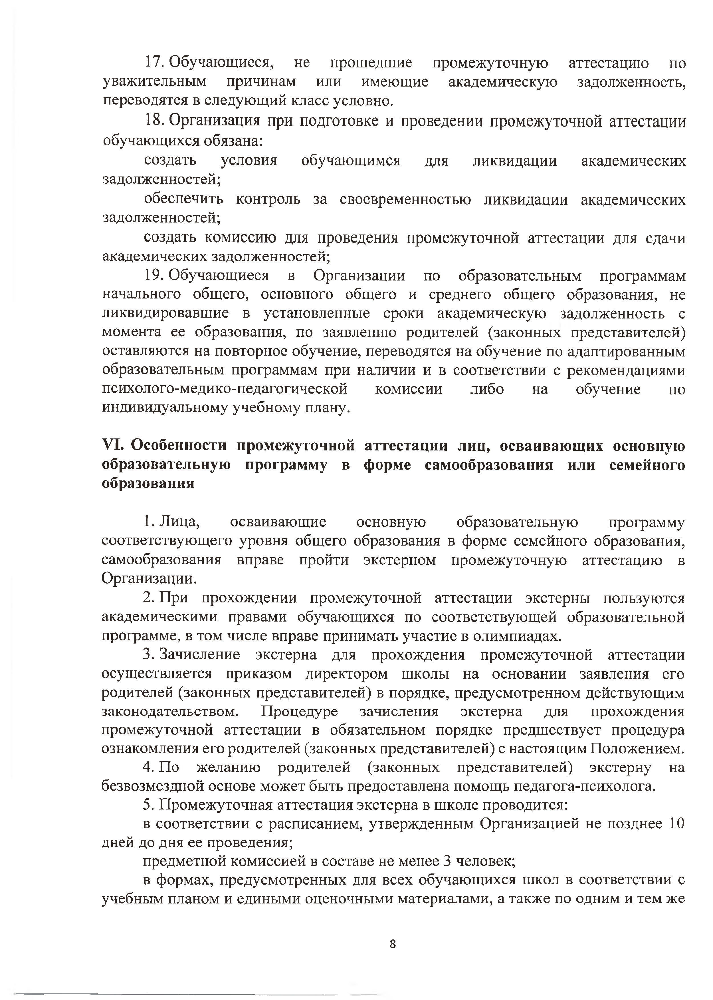 17. Обучающиеся, не прошедшие промежуточную аттестацию по
уважительным причинам или имеющие академическую задолженность,
переводятся в следующий класс условно.
18. Организация при подготовке и проведении промежуточной аттестации
обучающихся обязана:
создать условия обучающимся для ликвидации академических
задолженностей;
обеспечить контроль за своевременностью ликвидации академических
задолженностей;
создать комиссию для проведения промежуточной аттестации для сдачи
академических задолженностей;
19. Обучающиеся в Организации по образовательным программам
начального общего, основного общего и среднего общего образования, не
ликвидировавшие в установленные сроки академическую задолженность с
момента ее образования, по заявлению родителей (законных представителей)
оставляются на повторное обучение, переводятся на обучение по адаптированным
образовательным программам при наличии и в соответствии с рекомендациями
психолого-медико-педагогической комиссии либо на обучение по
индивидуальному учебному плану.
VI. Особенности промежуточной аттестации лиц, осваивающих основную
образовательную программу в форме самообразования или семейного
образования
1. Лица, осваивающие основную образовательную программу
соответствующего уровня общего образования в форме семейного образования,
самообразования вправе пройти экстерном промежуточную аттестацию в
Организации.
2. При прохождении промежуточной аттестации экстерны пользуются
академическими правами обучающихся по соответствующей образовательной
программе, в том числе вправе принимать участие в олимпиадах.
3. Зачисление экстерна для прохождения промежуточной аттестации
осуществляется приказом директором школы на основании заявления его
родителей (законных представителей) в порядке, предусмотренном действующим
законодательством. Процедуре зачисления экстерна для прохождения
промежуточной аттестации в обязательном порядке предшествует процедура
ознакомления его родителей (законных представителей) с настоящим Положением.
4. По желанию родителей (законных представителей) экстерну на
безвозмездной основе может быть предоставлена помощь педагога-психолога.
5. Промежуточная аттестация экстерна в школе проводится:
в соответствии с расписанием, утвержденным Организацией не позднее 10
дней до дня ее проведения;
предметной комиссией в составе не менее 3 человек;
в формах, предусмотренных для всех обучающихся школ в соответствии с
учебным планом и едиными оценочными материалами, а также по одним и тем же
8